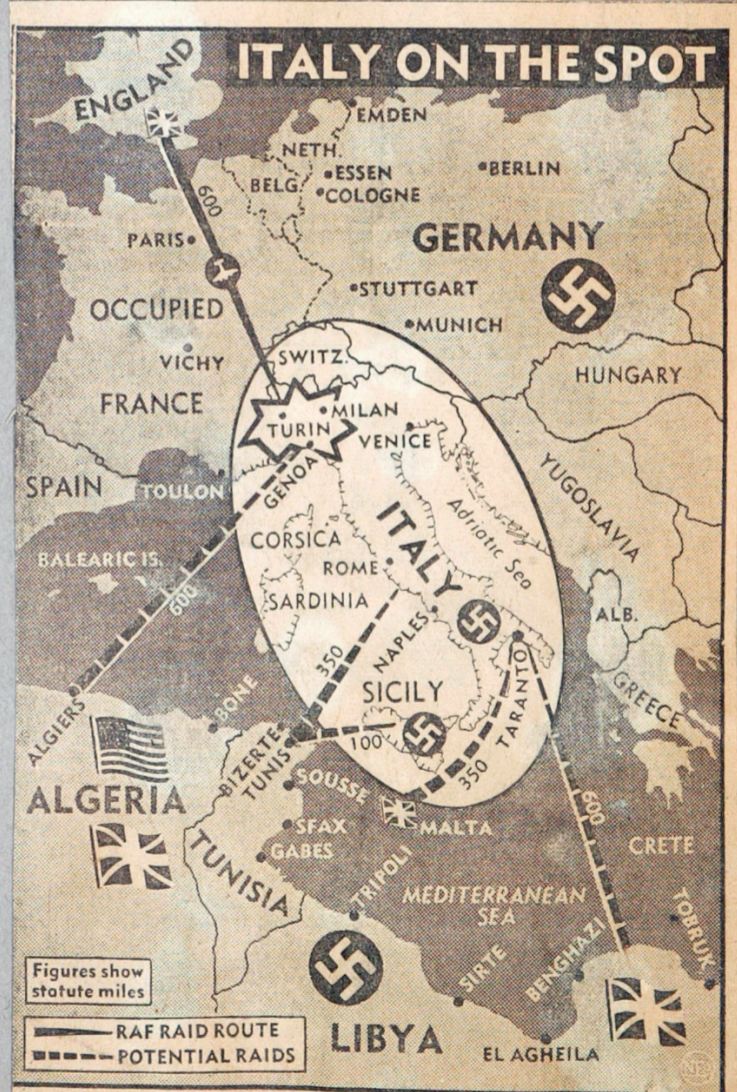 ITALY ON THE SPOT
ENGLAND
EMDEN
NETH.
BELG.
ESSEN
COLOGNE
BERLIN
600
PARIS
GERMANY
OCCUPIED
STUTTGART
MUNICH
VICHY
SWITZ.
HUNGARY
FRANCE
MILAN
TURIN
VENICE
GENOA
SPAIN
TOULON
YUGOSLAVIA
Adriatic Sea
ITALY
CORSICA
BALEARIC IS.
ROME
SARDINIA
600
ALB.
NAPLES
350
GREECE
TARANTO
SICILY
BONE
ALGIERS
BIZERTE
TUNIS
100
350
600
SOUSSE
ALGERIA
MALTA
SFAX
GABES
CRETE
TUNISIA
TRIPOLI
MEDITERRANEAN
SEA
TOBRUK
BENGHAZI
SIRTE
Figures show
statute miles
RAF RAID ROUTE
POTENTIAL RAIDS
LIBYA
EL AGHEILA